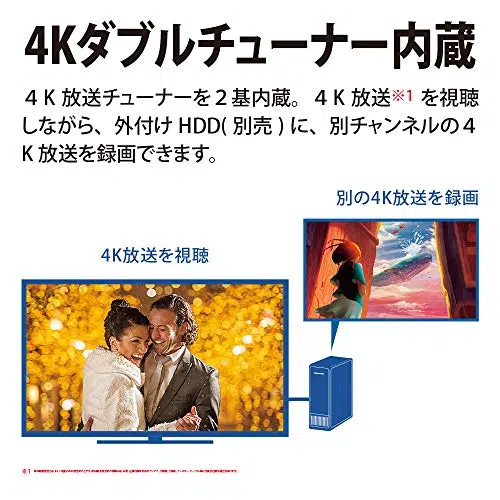 4Kダブルチューナー内蔵
４Ｋ放送チューナーを２基内蔵。４Ｋ放送※1 を視聴
しながら、外付け HDD( 別売 ) に、別チャンネルの４
Ｋ放送を録画できます。
別の4K放送を録画
4K放送を視聴
※1